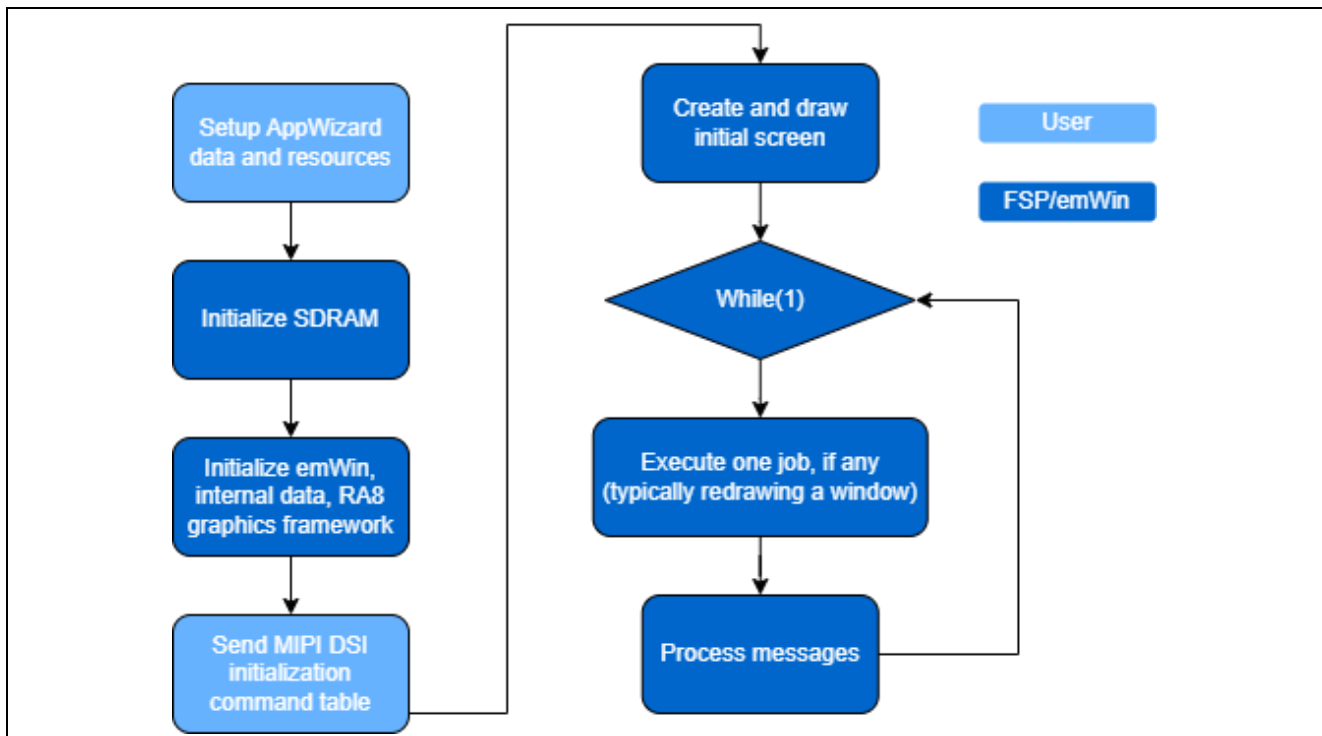 Setup AppWizard
data and resources
Initialize SDRAM
Initialize emWin,
internal data, RA8
graphics framework
Send MIPI DSI
initialization
command table
Create and draw
initial screen
While(1)
Execute one job, if any
(typically redrawing a window)
Process messages
User
FSP/emWin